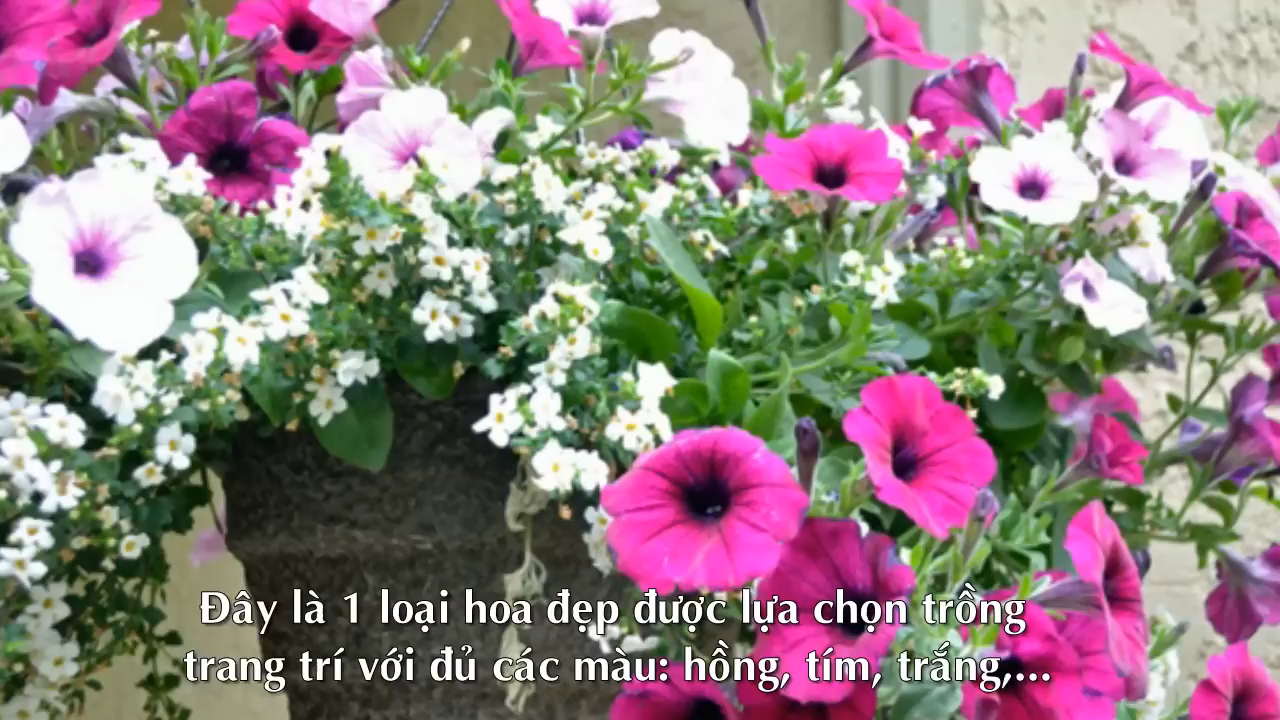 Đây là 1 loại hoa đẹp được lựa chọn trồng
trang trí với đủ các màu: hồng, tím, trắng,...